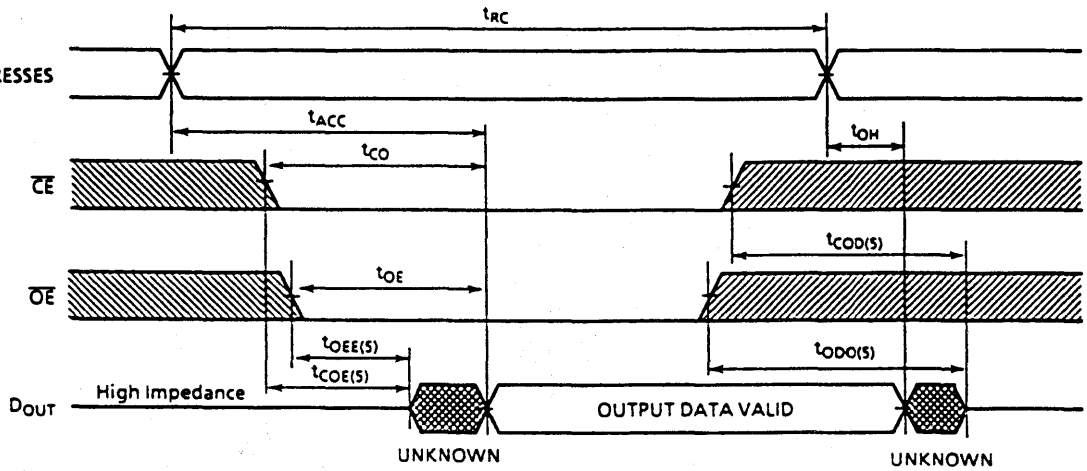 tRC
RESSES
tACC
tOH
tCO
CE
tCOD(5)
tOE
OE
tOEE(5)
tODO(5)
tCOE(5)
High Impedance
DOUT
OUTPUT DATA VALID
UNKNOWN
UNKNOWN